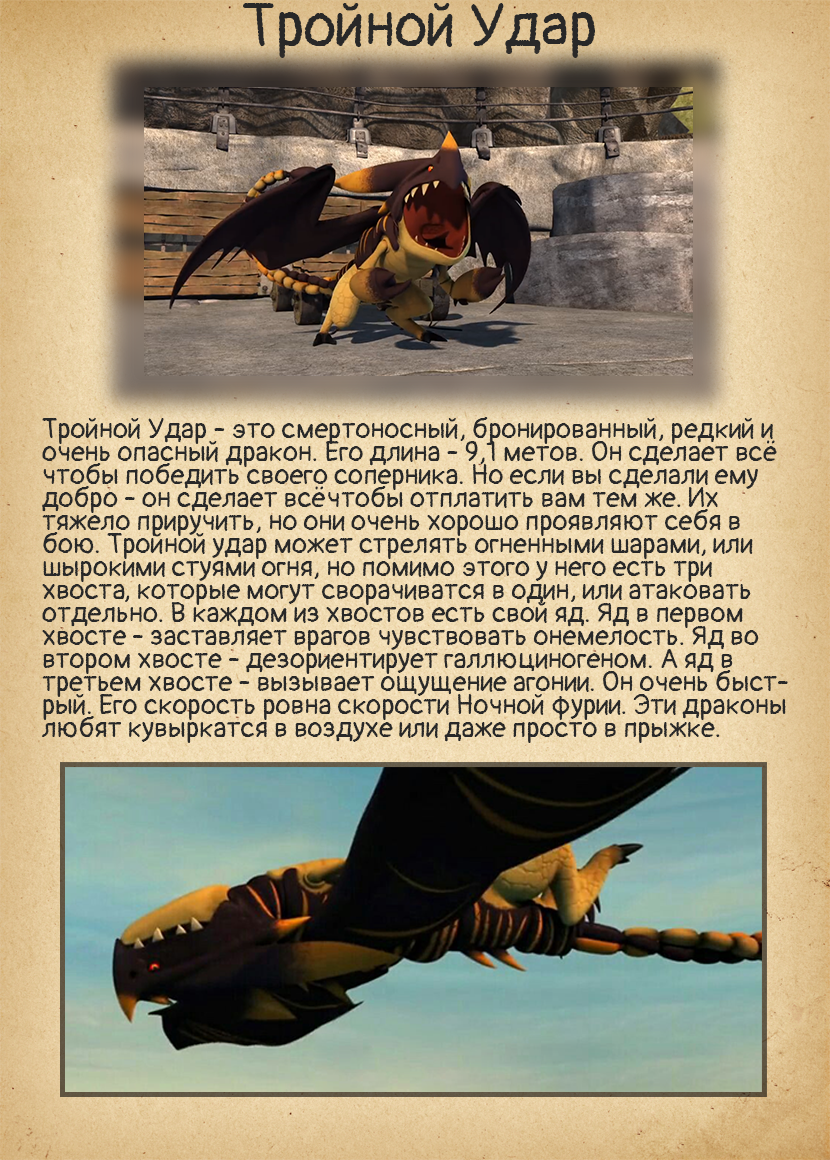 Тройной Удар
Тройной Удар - это смертоносный, бронированный, редкий и
очень опасный дракон. Его длина - 9,1 метов. Он сделает всё
чтобы победить своего соперника. Но если вы сделали ему
добро - он сделает всёчтобы отплатить вам тем же. Их
тяжело приручить, но они очень хорошо проявляют себя в
бою. Тройной удар может стрелять огненными шарами, или
шырокими стуями огня, но помимо этого у него есть три
хвоста, которые могут сворачиватся в один, или атаковать
отдельно. В каждом из хвостов есть свой яд. Яд в первом
хвосте - заставляет врагов чувствовать онемелость. Яд во
втором хвосте - дезориентирует галлюциногеном. А яд в
третьем хвосте - вызывает ощущение агонии. Он очень быст-
рый. Его скорость ровна скорости Ночной фурии. Эти драконы
любят кувыркатся в воздухе или даже просто в прыжке.